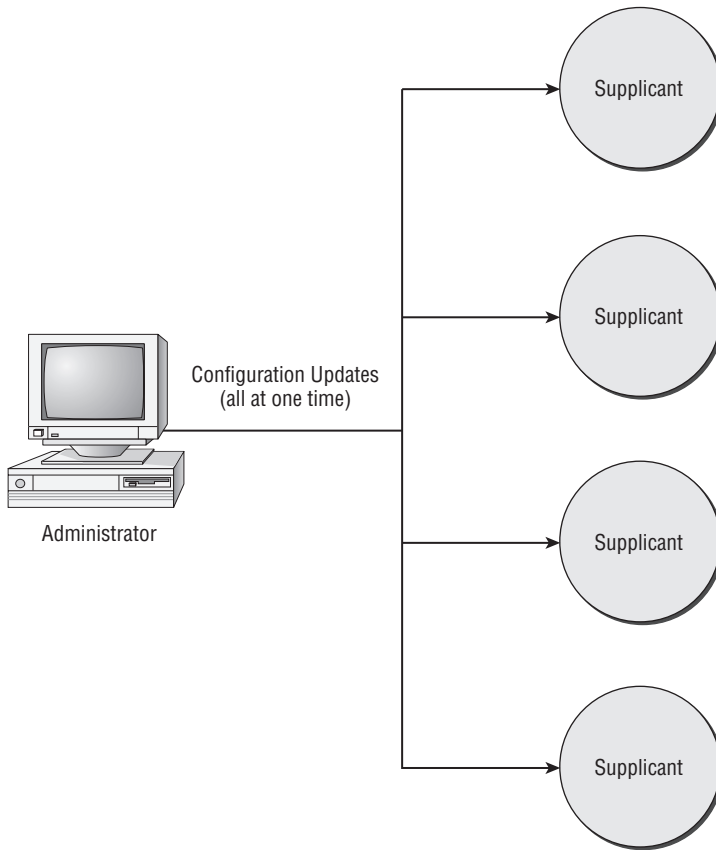 Supplicant
Supplicant
Configuration Updates
(all at one time)
Administrator
Supplicant
Supplicant